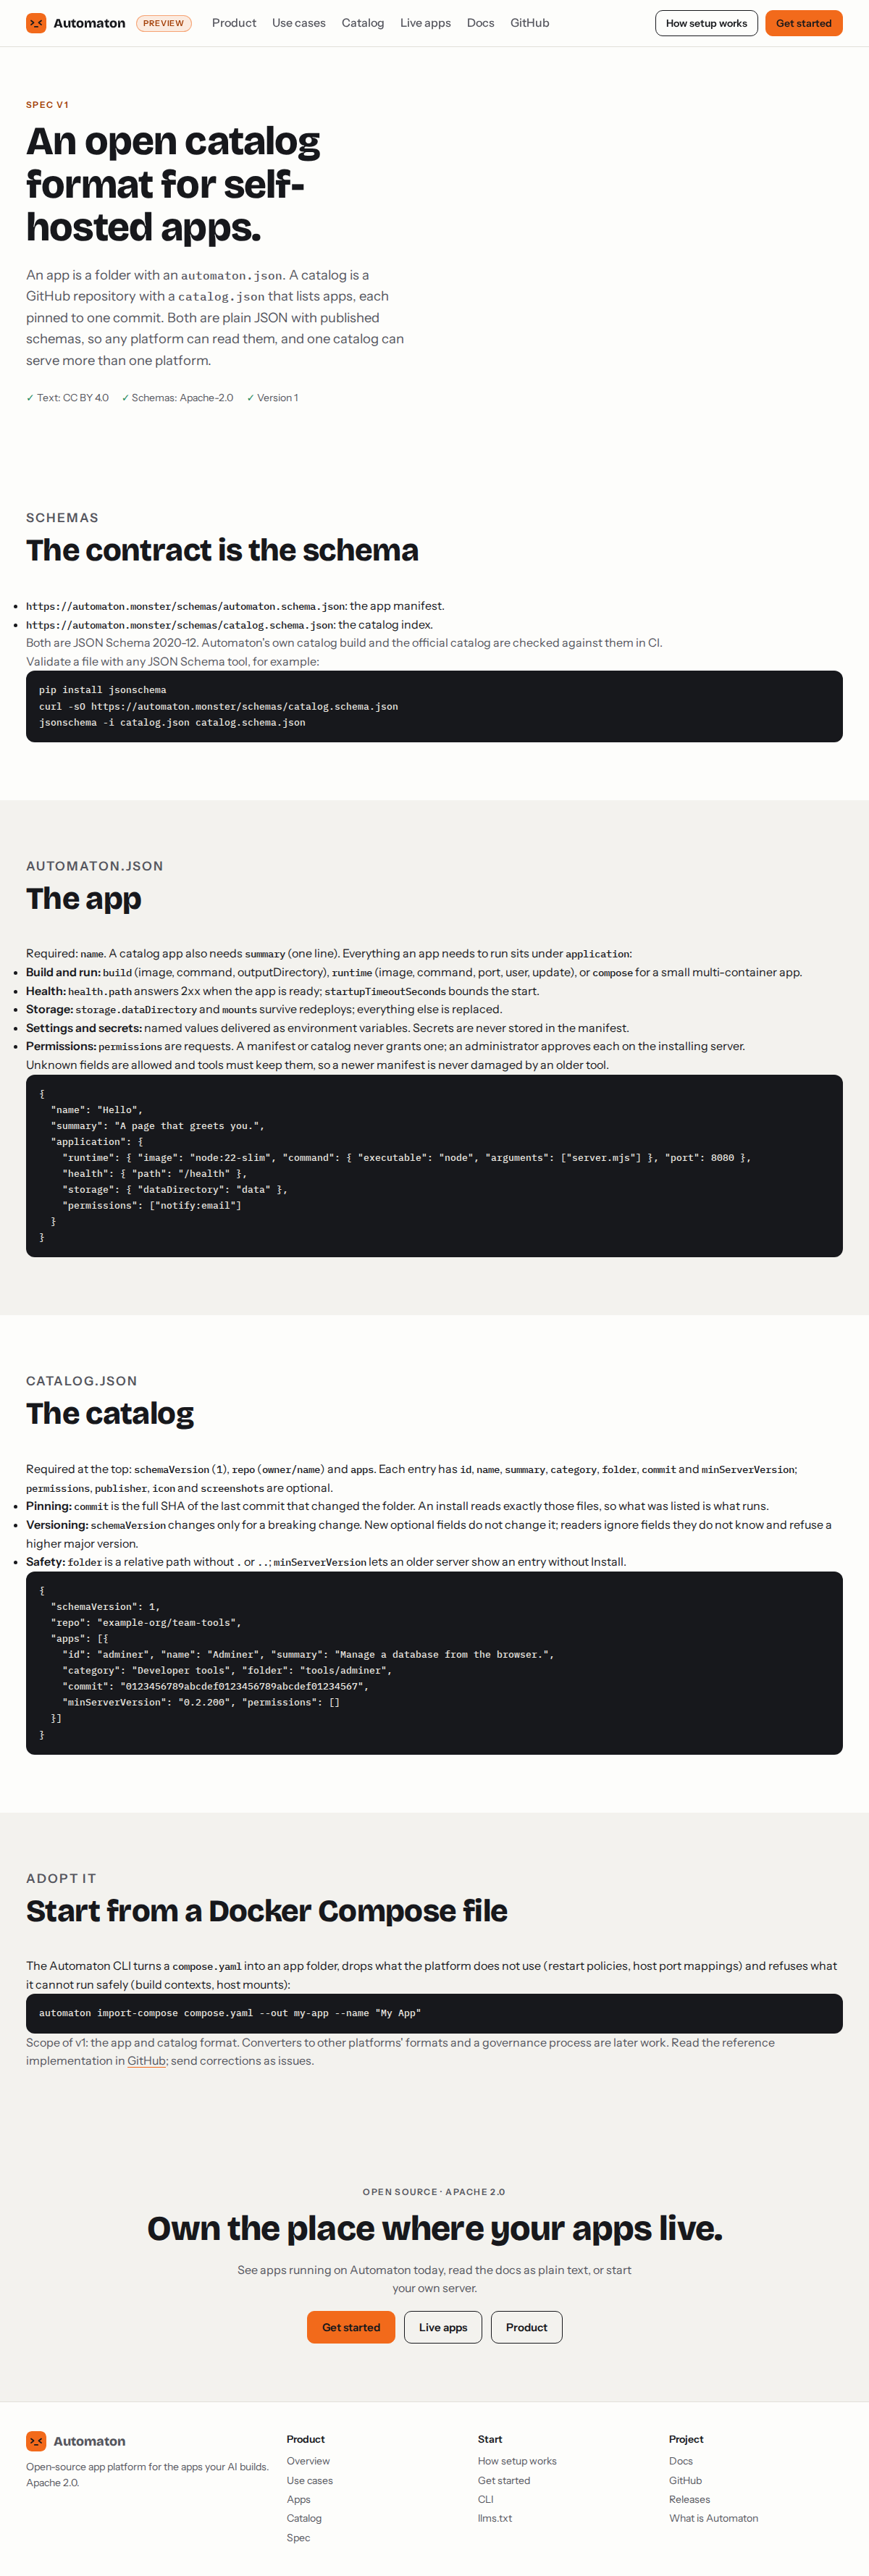 Automaton PREVIEW Product Use cases Catalog Live apps Docs GitHub How setup works Get started
SPEC V1
An open catalog
format for self-
hosted apps.
An app is a folder with an automaton.json. A catalog is a
GitHub repository with a catalog.json that lists apps, each
pinned to one commit. Both are plain JSON with published
schemas, so any platform can read them, and one catalog can
serve more than one platform.
✓ Text: CC BY 4.0 ✓ Schemas: Apache-2.0 ✓ Version 1
SCHEMAS
The contract is the schema
• https://automaton.monster/schemas/automaton.schema.json: the app manifest.
• https://automaton.monster/schemas/catalog.schema.json: the catalog index.
Both are JSON Schema 2020-12. Automaton's own catalog build and the official catalog are checked against them in CI.
Validate a file with any JSON Schema tool, for example:
pip install jsonschema
curl -sO https://automaton.monster/schemas/catalog.schema.json
jsonschema -i catalog.json catalog.schema.json
AUTOMATON.JSON
The app
Required: name. A catalog app also needs summary (one line). Everything an app needs to run sits under application:
• Build and run: build (image, command, outputDirectory), runtime (image, command, port, user, update), or compose for a small multi-container app.
• Health: health.path answers 2xx when the app is ready; startupTimeoutSeconds bounds the start.
• Storage: storage.dataDirectory and mounts survive redeploys; everything else is replaced.
• Settings and secrets: named values delivered as environment variables. Secrets are never stored in the manifest.
• Permissions: permissions are requests. A manifest or catalog never grants one; an administrator approves each on the installing server.
Unknown fields are allowed and tools must keep them, so a newer manifest is never damaged by an older tool.
{
"name": "Hello",
"summary": "A page that greets you.",
"application": {
"runtime": { "image": "node:22-slim", "command": { "executable": "node", "arguments": ["server.mjs"] }, "port": 8080 },
"health": { "path": "/health" },
"storage": { "dataDirectory": "data" },
"permissions": ["notify:email"]
}
}
CATALOG.JSON
The catalog
Required at the top: schemaVersion (1), repo (owner/name) and apps. Each entry has id, name, summary, category, folder, commit and minServerVersion;
permissions, publisher, icon and screenshots are optional.
• Pinning: commit is the full SHA of the last commit that changed the folder. An install reads exactly those files, so what was listed is what runs.
• Versioning: schemaVersion changes only for a breaking change. New optional fields do not change it; readers ignore fields they do not know and refuse a
higher major version.
• Safety: folder is a relative path without . or ..; minServerVersion lets an older server show an entry without Install.
{
"schemaVersion": 1,
"repo": "example-org/team-tools",
"apps": [{
"id": "adminer", "name": "Adminer", "summary": "Manage a database from the browser.",
"category": "Developer tools", "folder": "tools/adminer",
"commit": "0123456789abcdef0123456789abcdef01234567",
"minServerVersion": "0.2.200", "permissions": []
}]
}
ADOPT IT
Start from a Docker Compose file
The Automaton CLI turns a compose.yaml into an app folder, drops what the platform does not use (restart policies, host port mappings) and refuses what
it cannot run safely (build contexts, host mounts):
automaton import-compose compose.yaml --out my-app --name "My App"
Scope of v1: the app and catalog format. Converters to other platforms' formats and a governance process are later work. Read the reference
implementation in GitHub; send corrections as issues.
OPEN SOURCE · APACHE 2.0
Own the place where your apps live.
See apps running on Automaton today, read the docs as plain text, or start
your own server.
Get started Live apps Product
Automaton
Open-source app platform for the apps your AI builds.
Apache 2.0.
Product
Overview
Use cases
Apps
Catalog
Spec
Start
How setup works
Get started
CLI
llms.txt
Project
Docs
GitHub
Releases
What is Automaton